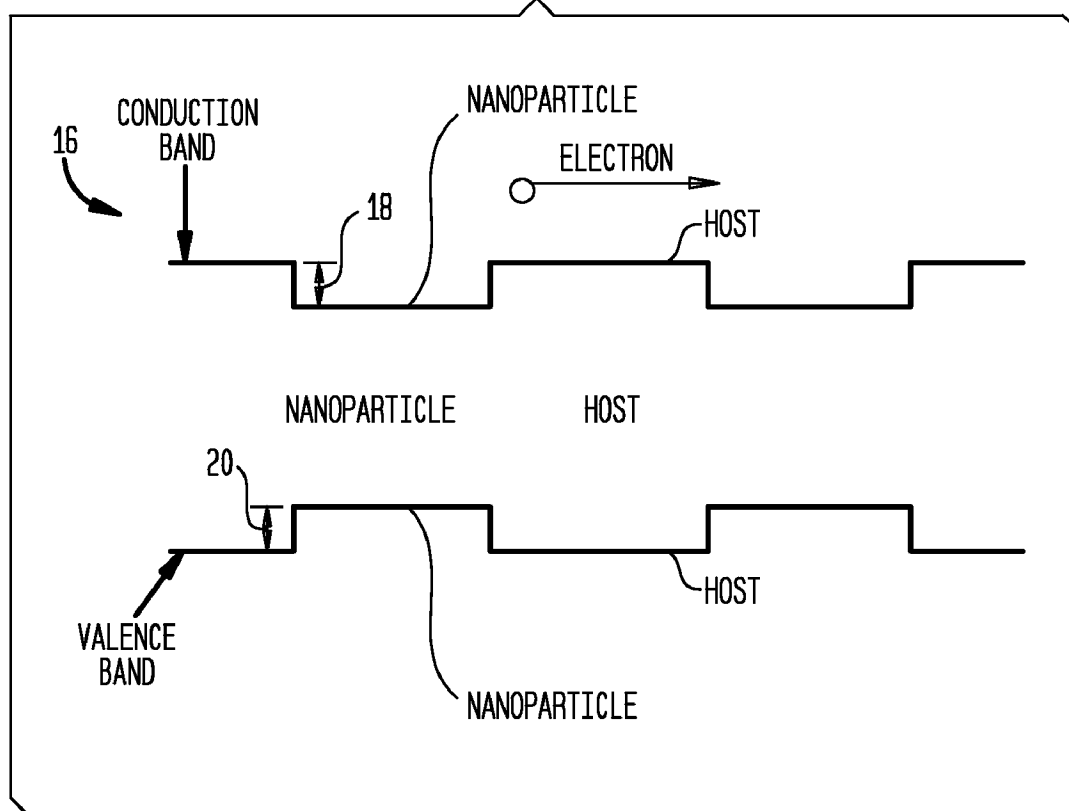 NANOPARTICLE
CONDUCTION
BAND
16
ELECTRON
18
HOST
NANOPARTICLE
HOST
20
HOST
VALENCE
BAND
NANOPARTICLE